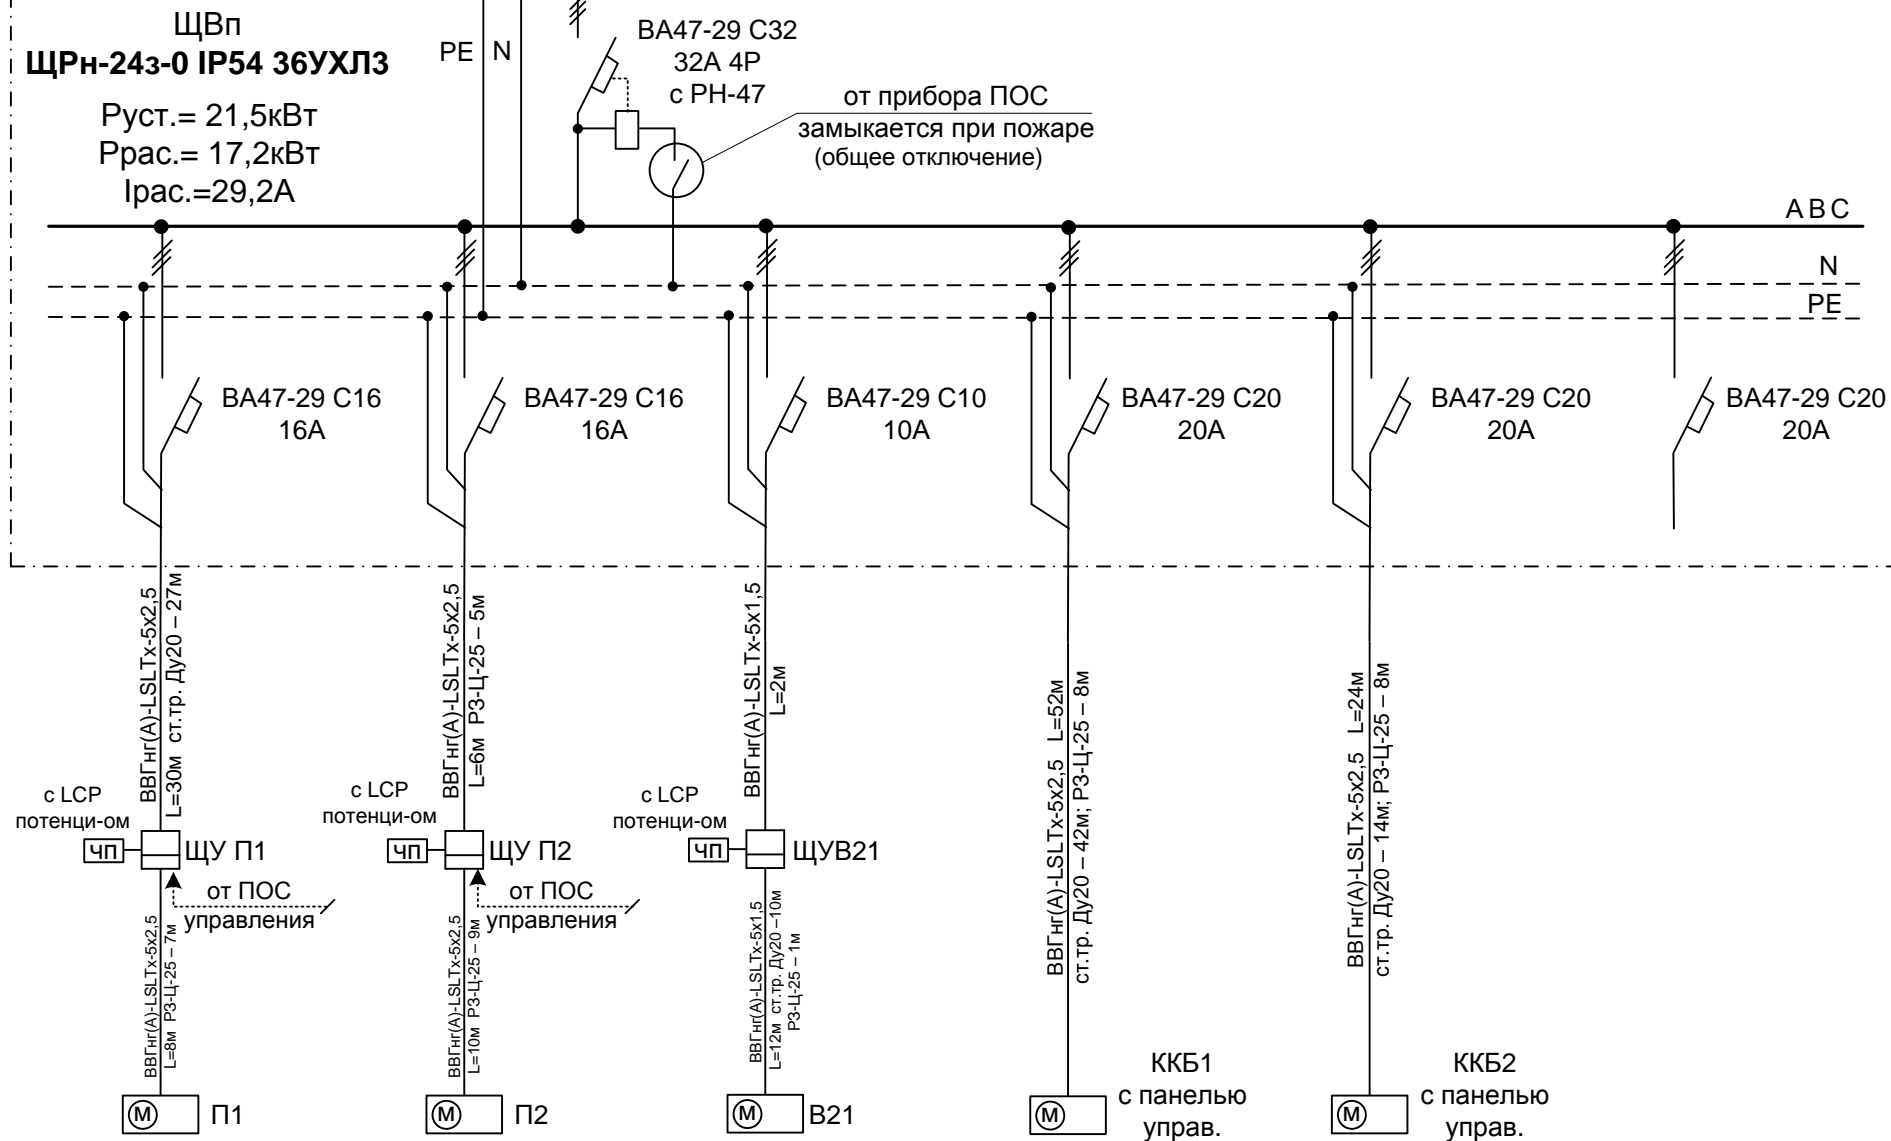 ЩВп
ЩРн-24з-0 IP54 36УХЛ3
Руст.= 21,5кВт
Ррас.= 17,2кВт
Iрас.=29,2А
PE
N
ВА47-29 С32
32А 4Р
с РН-47
от прибора ПОС
замыкается при пожаре
(общее отключение)
A B C
N
PE
ВА47-29 С16
16А
ВА47-29 С16
16А
ВА47-29 С10
10А
ВА47-29 С20
20А
ВА47-29 С20
20А
ВА47-29 С20
20А
ВВГнг(А)-LSLTx-5х2,5
L=30м ст.тр. Ду20 – 27м
ВВГнг(А)-LSLTx-5х2,5
L=6м РЗ-Ц-25 – 5м
ВВГнг(А)-LSLTx-5х1,5
L=2м
ВВГнг(А)-LSLTx-5х2,5 L=52м
ст.тр. Ду20 – 42м; РЗ-Ц-25 – 8м
ВВГнг(А)-LSLTx-5х2,5 L=24м
ст.тр. Ду20 – 14м; РЗ-Ц-25 – 8м
с LCP
потенци-ом
ЧП
ЩУ П1
с LCP
потенци-ом
ЧП
ЩУ П2
с LCP
потенци-ом
ЧП
ЩУВ21
от ПОС
управления
от ПОС
управления
ВВГнг(А)-LSLTx-5х2,5
L=8м РЗ-Ц-25 – 7м
ВВГнг(А)-LSLTx-5х2,5
L=10м РЗ-Ц-25 – 9м
ВВГнг(А)-LSLTx-5х1,5
L=12м ст.тр. Ду20 –10м
РЗ-Ц-25 – 1м
М
П1
М
П2
М
В21
М
ККБ1
с панелью
управ.
М
ККБ2
с панелью
управ.